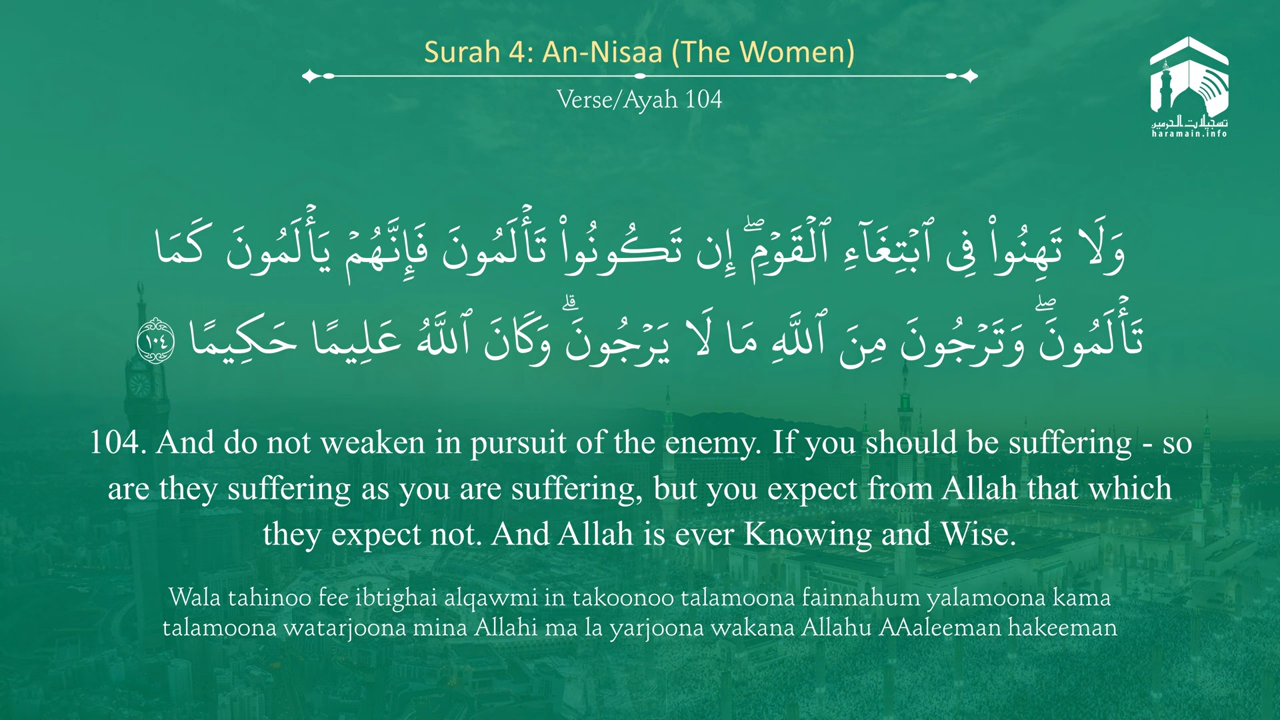 Surah 4: An-Nisaa (The Women)
Verse/Ayah 104
تسجيلات الحرمين
haramain.info
وَلَا تَهِنُوا۟ فِى ٱبْتِغَآءِ ٱلْقَوْمِ ۖ إِن تَكُونُوا۟ تَأْلَمُونَ فَإِنَّهُمْ يَأْلَمُونَ كَمَا
تَأْلَمُونَ ۖ وَتَرْجُونَ مِنَ ٱللَّهِ مَا لَا يَرْجُونَ ۗ وَكَانَ ٱللَّهُ عَلِيمًا حَكِيمًا ١٠٤
104. And do not weaken in pursuit of the enemy. If you should be suffering - so
are they suffering as you are suffering, but you expect from Allah that which
they expect not. And Allah is ever Knowing and Wise.
Wala tahinoo fee ibtighai alqawmi in takoonoo talamoona fainnahum yalamoona kama
talamoona watarjoona mina Allahi ma la yarjoona wakana Allahu AAaleeman hakeeman